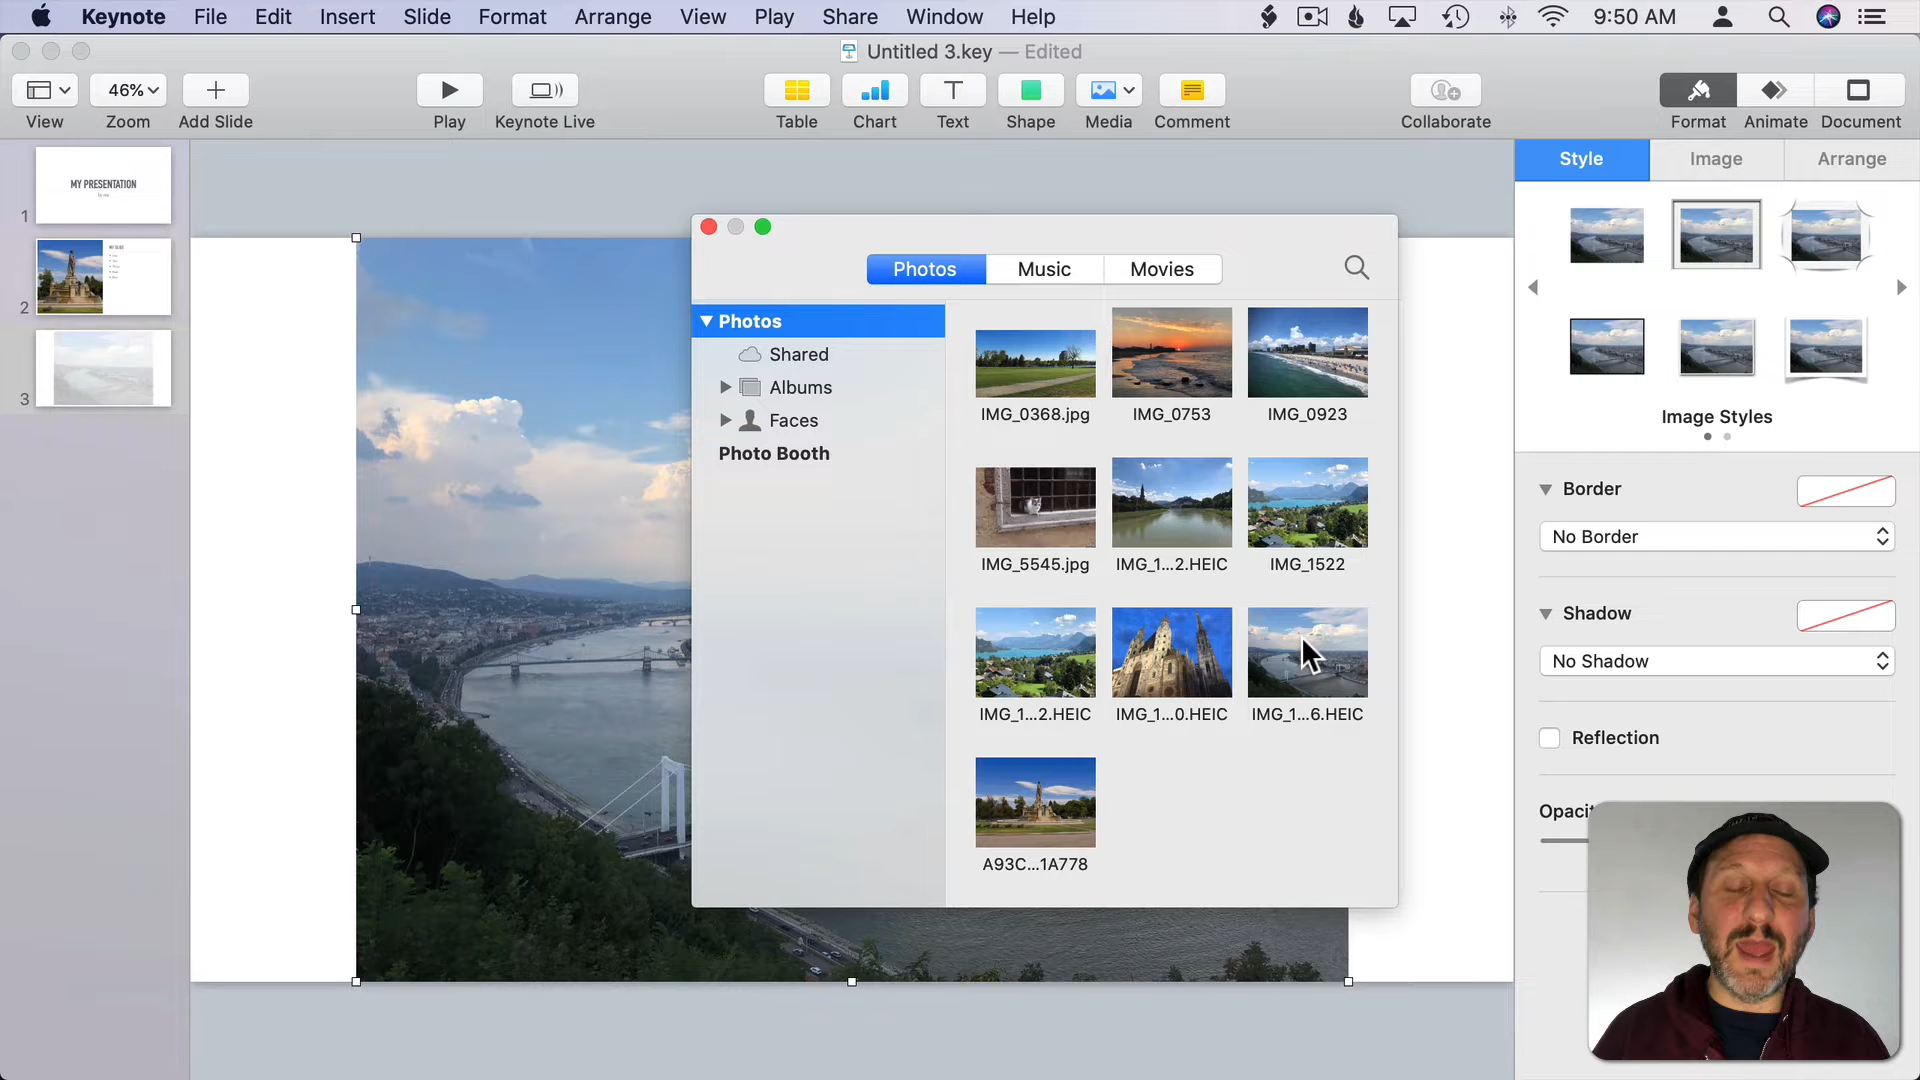 Keynote File Edit Insert Slide Format Arrange View Play Share Window Help 9:50 AM
Untitled 3.key — Edited
46%
View Zoom Add Slide Play Keynote Live Table Chart Text Shape Media Comment Collaborate Format Animate Document
Style Image Arrange
MY PRESENTATION
1
2
3
Photos Music Movies
Photos
Shared
Albums
Faces
Photo Booth
IMG_0368.jpg IMG_0753 IMG_0923
IMG_5545.jpg IMG_1...2.HEIC IMG_1522
IMG_1...2.HEIC IMG_1...0.HEIC IMG_1...6.HEIC
A93C...1A778
Image Styles
Border
No Border
Shadow
No Shadow
Reflection
Opaci